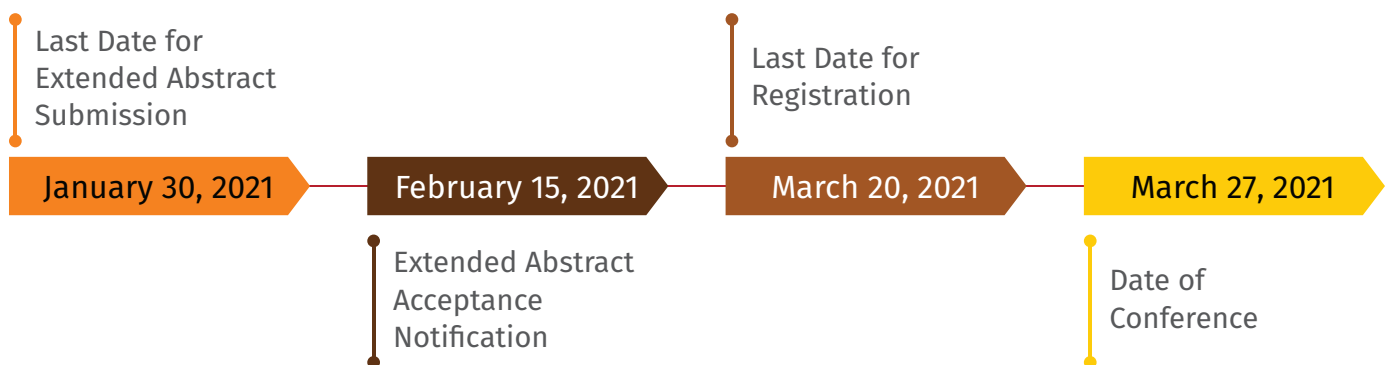 Last Date for
Extended Abstract
Submission
January 30, 2021
February 15, 2021
Extended Abstract
Acceptance
Notification
Last Date for
Registration
March 20, 2021
March 27, 2021
Date of
Conference